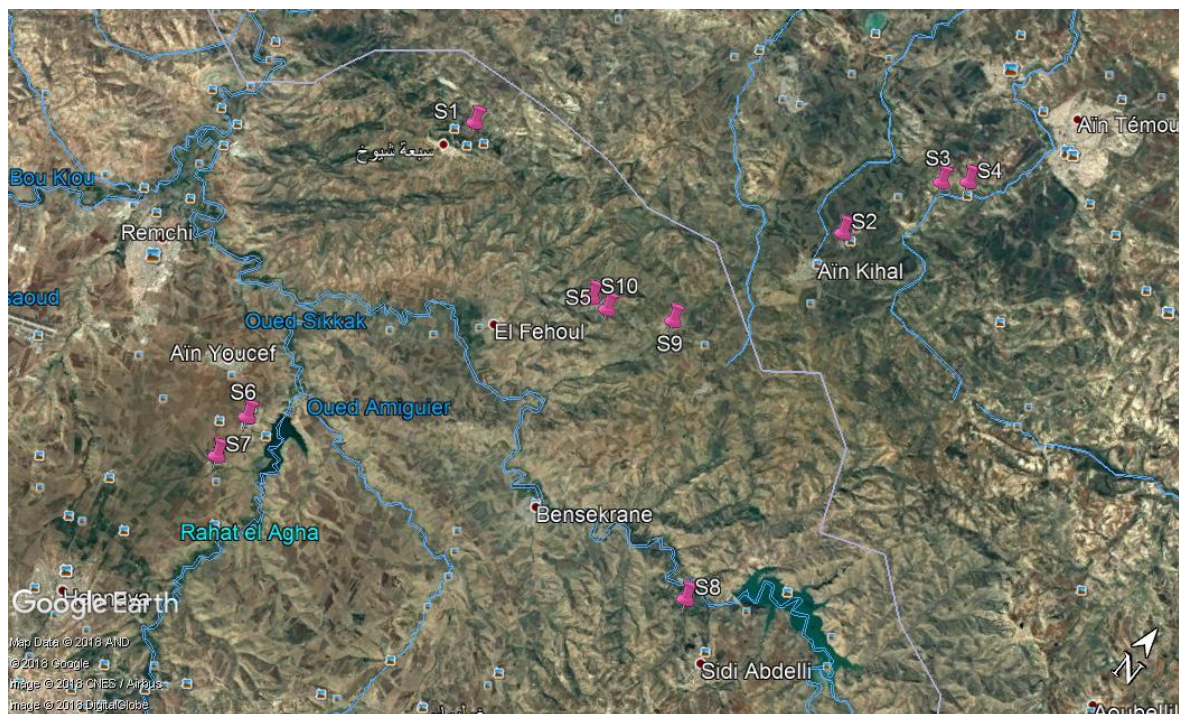 S1
سبعة شيوخ
Aïn Témou
S3
S4
Bou Kiou
S2
Remchi
Aïn Kihal
saoud
S5
S10
Oued Sikkak
El Fehoul
S9
Aïn Youcef
S6
Oued Amiguier
S7
Bensekrane
Rahat el Agha
S8
Hennaya
Google Earth
Map Data © 2018 AND
© 2018 Google
Image © 2018 CNES / Airbus
Image © 2018 DigitalGlobe
Sidi Abdelli
N